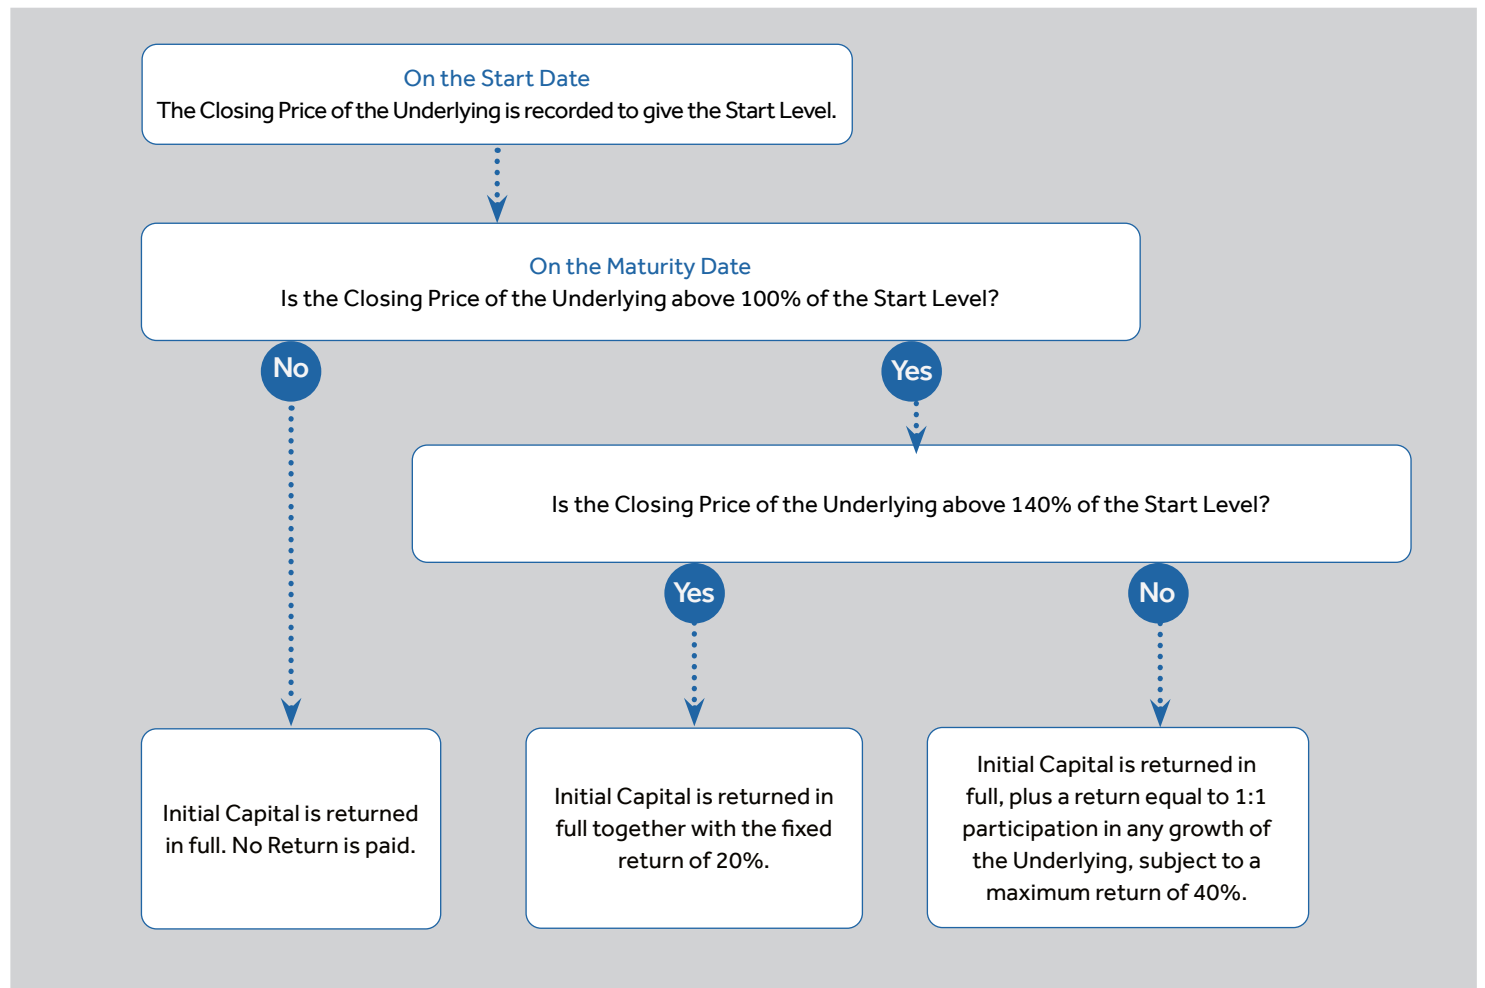 On the Start Date
The Closing Price of the Underlying is recorded to give the Start Level.
On the Maturity Date
Is the Closing Price of the Underlying above 100% of the Start Level?
No
Yes
Is the Closing Price of the Underlying above 140% of the Start Level?
Yes
No
Initial Capital is returned
in full. No Return is paid.
Initial Capital is returned in
full together with the fixed
return of 20%.
Initial Capital is returned in
full, plus a return equal to 1:1
participation in any growth of
the Underlying, subject to a
maximum return of 40%.